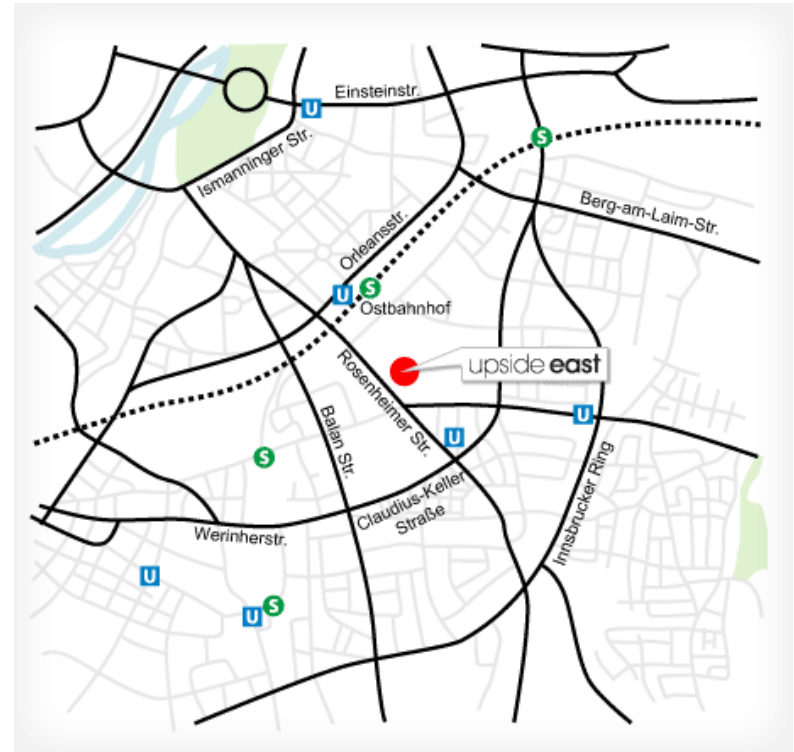 Einsteinstr.
U
S
Ismanninger Str.
Berg-am-Laim-Str.
Orleansstr.
U
S
Ostbahnhof
upside east
Rosenheimer Str.
Balan Str.
U
U
S
Claudius-Keller
Straße
Innsbrucker Ring
Werinherstr.
U
U
S